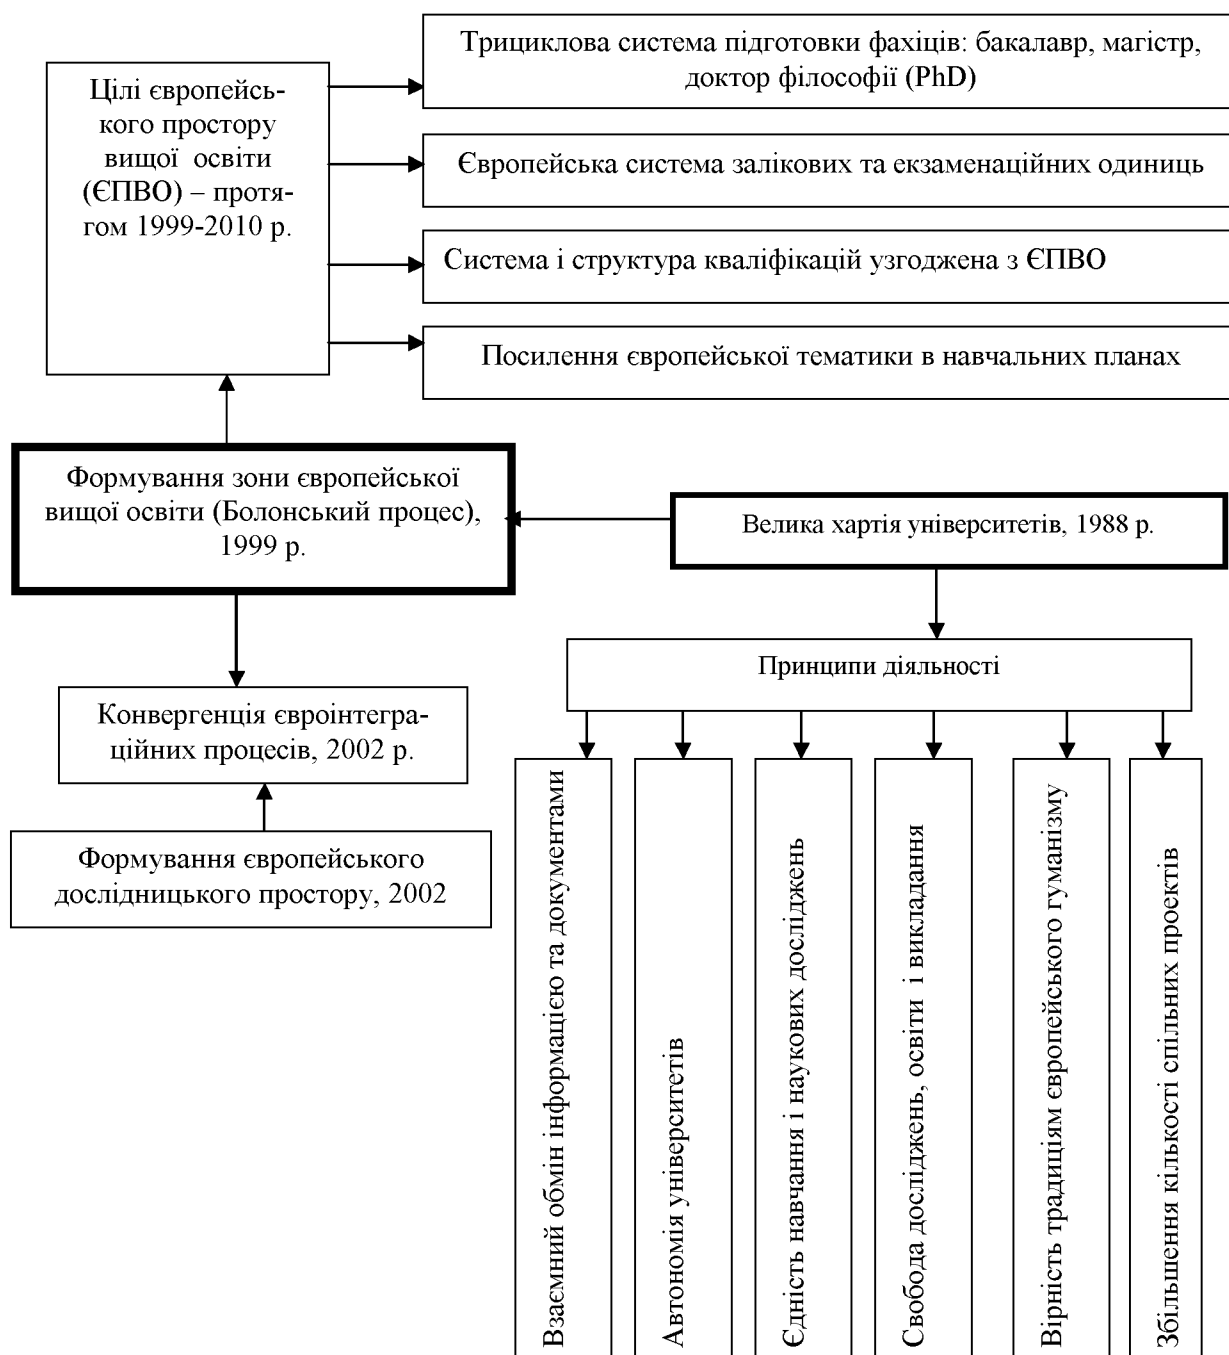 Трициклова система підготовки фахіців: бакалавр, магістр,
доктор філософії (PhD)
Цілі європейсь-
кого простору
вищої освіти
(ЄПВО) – протя-
гом 1999-2010 р.
Європейська система залікових та екзаменаційних одиниць
Система і структура кваліфікацій узгоджена з ЄПВО
Посилення європейської тематики в навчальних планах
Формування зони європейської
вищої освіти (Болонський процес),
1999 р.
Велика хартія університетів, 1988 р.
Принципи діяльності
Конвергенція євроінтегра-
ційних процесів, 2002 р.
Формування європейського
дослідницького простору, 2002
Взаємний обмін інформацією та документами
Автономія університетів
Єдність навчання і наукових досліджень
Свобода досліджень, освіти і викладання
Вірність традиціям європейського гуманізму
Збільшення кількості спільних проектів